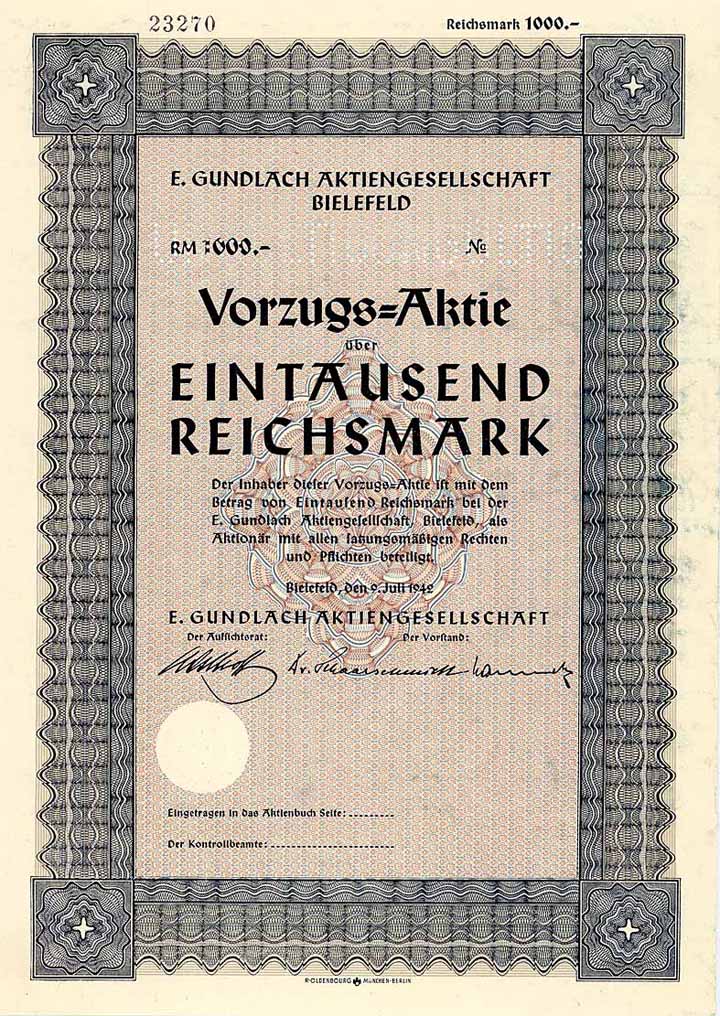 23270
Reichsmark 1000.-
E. GUNDLACH AKTIENGESELLSCHAFT
BIELEFELD
RM 1000.- №
Vorzugs=Aktie
über
EINTAUSEND
REICHSMARK
Der Inhaber dieser Vorzugs=Aktie ist mit dem
Betrag von Eintausend Reichsmark bei der
E. Gundlach Aktiengesellschaft, Bielefeld, als
Aktionär mit allen satzungsmäßigen Rechten
und Pflichten beteiligt.
Bielefeld, den 9. Juli 1942
E. GUNDLACH AKTIENGESELLSCHAFT
Der Aufsichtsrat: Der Vorstand:
Eingetragen in das Aktienbuch Seite:
Der Kontrollbeamte:
R·OLDENBOURG MÜNCHEN-BERLIN